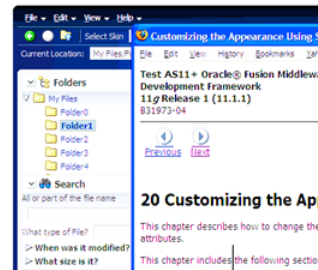 File Edit View Help
Select Skin
Current Location: My Files/F
Folders
My Files
Folder0
Folder1
Folder2
Folder3
Folder4
Search
All or part of the file name
What type of File?
When was it modified?
What size is it?
Customizing the Appearance Using S
File Edit View History Bookmarks Yah
Test AS11+ Oracle® Fusion Middlewa
Development Framework
11g Release 1 (11.1.1)
B31973-04
Previous Next
20 Customizing the App
This chapter describes how to change the
attributes.
This chapter includes the following sectio